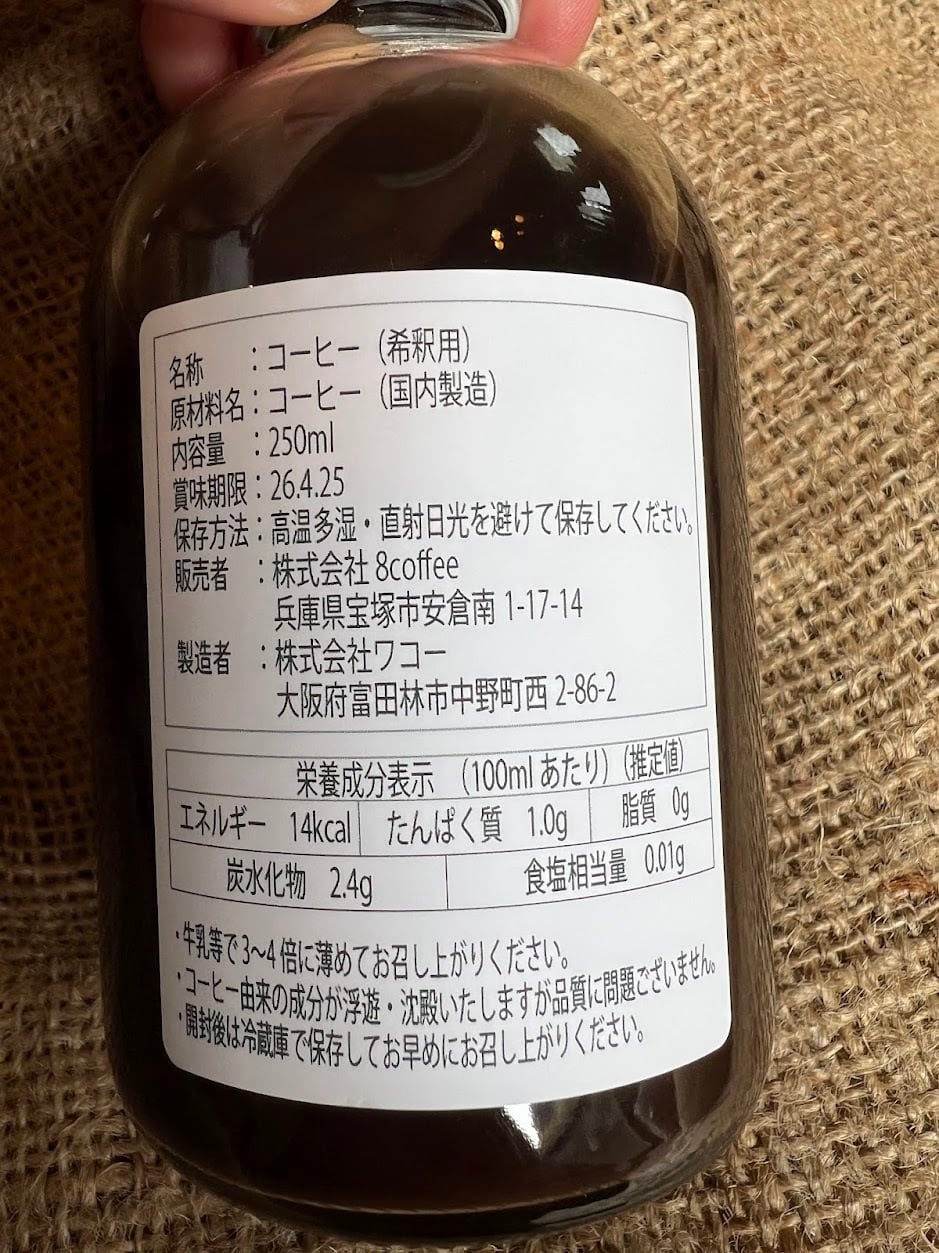 名称　：コーヒー（希釈用）
原材料名：コーヒー（国内製造）
内容量　：250ml
賞味期限：26.4.25
保存方法：高温多湿・直射日光を避けて保存してください。
販売者　：株式会社 8coffee
兵庫県宝塚市安倉南 1-17-14
製造者　：株式会社ワコー
大阪府富田林市中野町西 2-86-2
栄養成分表示　（100ml あたり）（推定値）
エネルギー　14kcal　たんぱく質　1.0g　脂質　0g
炭水化物　2.4g　食塩相当量　0.01g
・牛乳等で 3〜4 倍に薄めてお召し上がりください。
・コーヒー由来の成分が浮遊・沈殿いたしますが品質に問題ございません。
・開封後は冷蔵庫で保存してお早めにお召し上がりください。